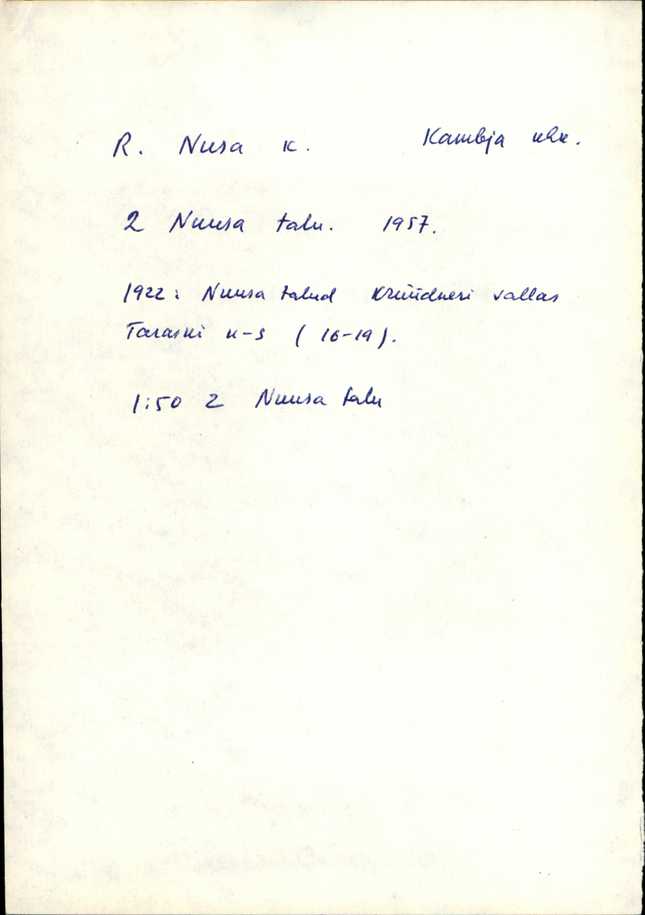 R. Nusa k. Kambja khk.
2 Nuusa talu. 1957.
1922: Nuusa talud Krüüdneri vallas
Taraski k-s (16-19).
1:50 2 Nuusa talu